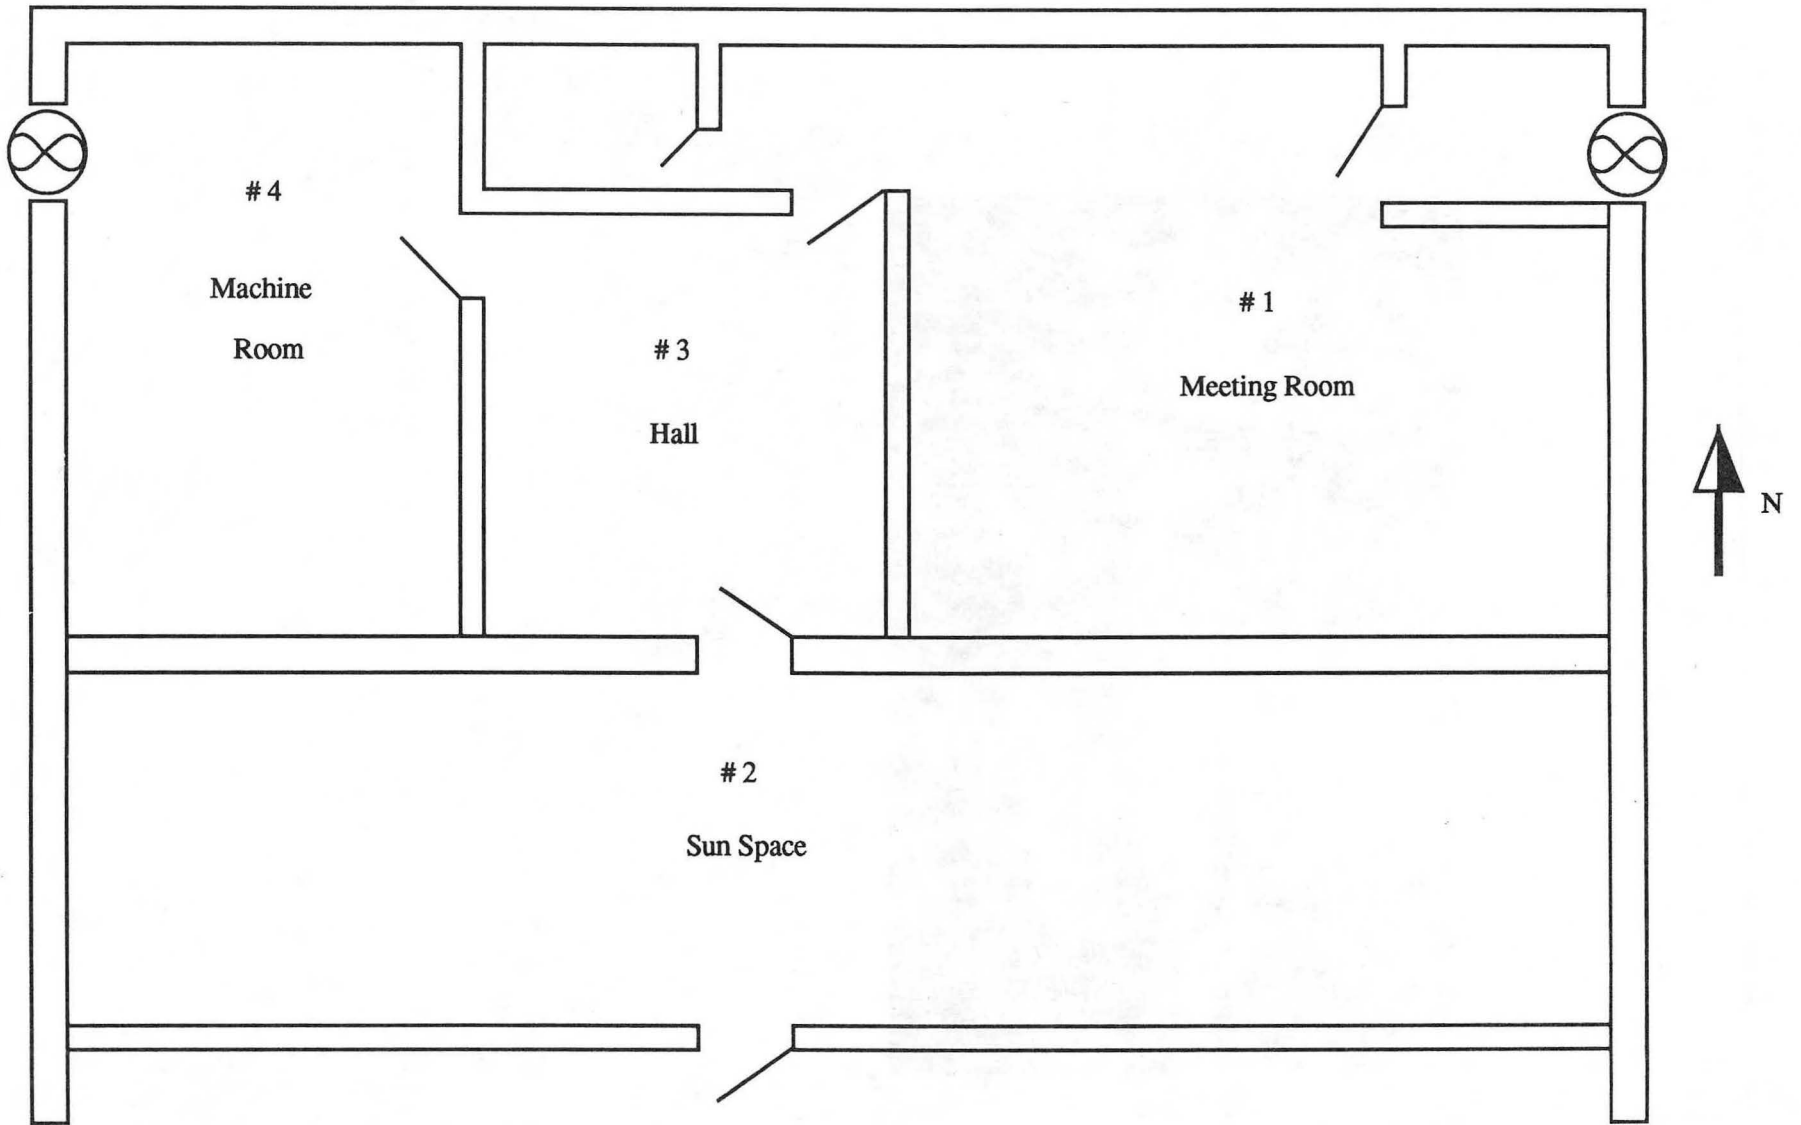 # 4
Machine
Room
# 3
Hall
# 1
Meeting Room
N
# 2
Sun Space